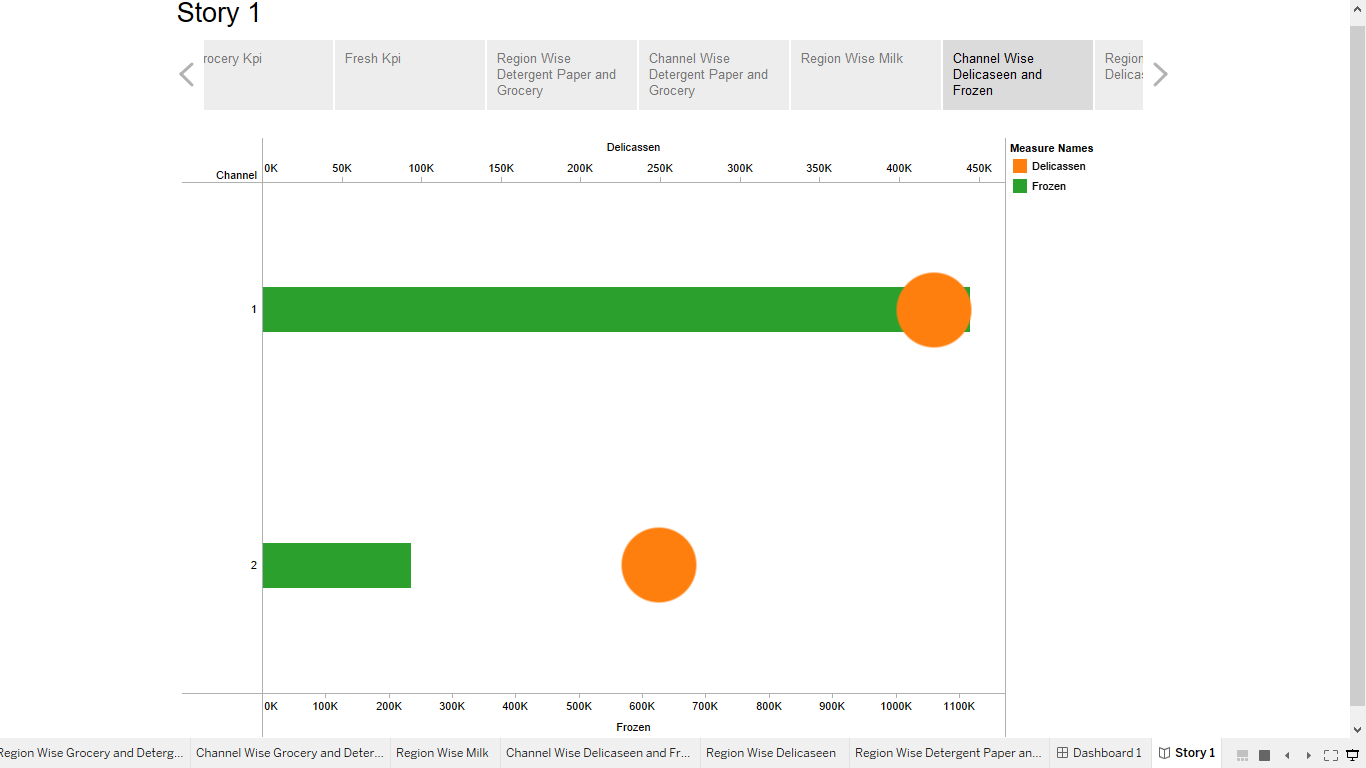 Story 1
rocery Kpi
Fresh Kpi
Region Wise
Detergent Paper and
Grocery
Channel Wise
Detergent Paper and
Grocery
Region Wise Milk
Channel Wise
Delicaseen and
Frozen
Region
Delicas
Delicassen
Channel
0K 50K 100K 150K 200K 250K 300K 350K 400K 450K
Measure Names
Delicassen
Frozen
1
2
0K 100K 200K 300K 400K 500K 600K 700K 800K 900K 1000K 1100K
Frozen
Region Wise Grocery and Deterg... Channel Wise Grocery and Deter... Region Wise Milk Channel Wise Delicaseen and Fr... Region Wise Delicaseen Region Wise Detergent Paper an... Dashboard 1 Story 1